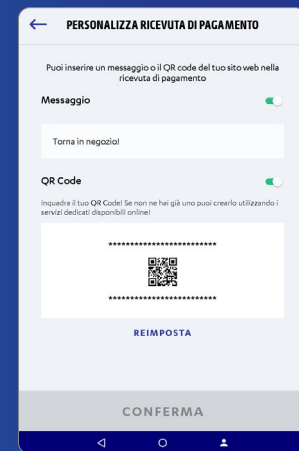 PERSONALIZZA RICEVUTA DI PAGAMENTO
Puoi inserire un messaggio o il QR code del tuo sito web nella
ricevuta di pagamento
Messaggio
Torna in negozio!
QR Code
Inquadra il tuo QR Code! Se non ne hai già uno puoi crearlo utilizzando i
servizi dedicati disponibili online!
*************************
*************************
REIMPOSTA
CONFERMA